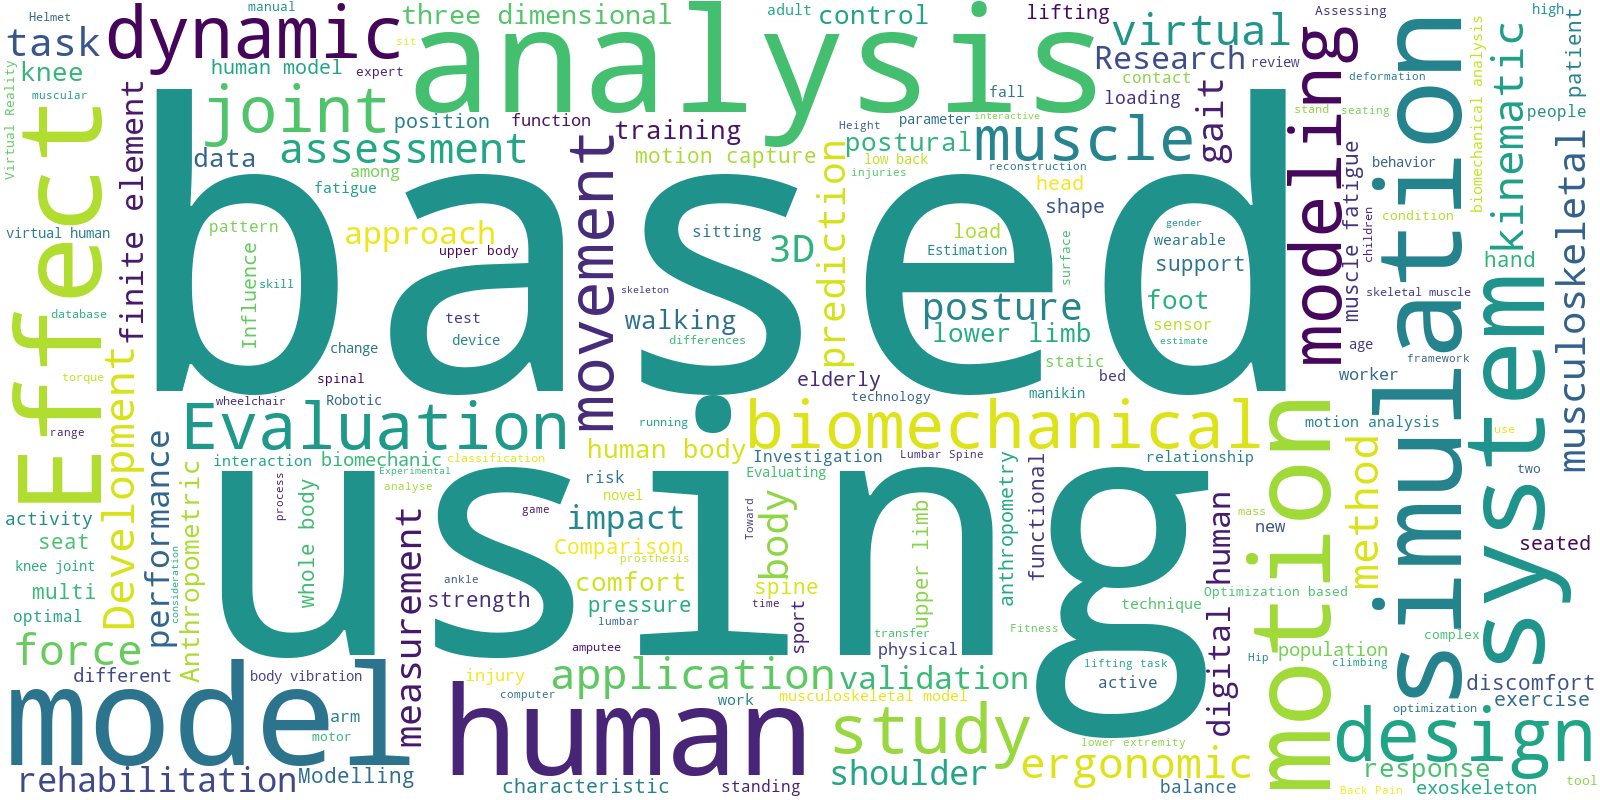 Helmet
manual
three dimensional
adult
control
lifting
Assessing
high
task
dynamic
sit
analysis
virtual
Research
review
knee
human model
expert
contact
deformation
biomechanical analysis
kinematic
patient
Virtual Reality
muscular
Effect
finite element
joint
position
function
training
fall
loading
parameter
interactive
Height
postural
muscle
gait
stand
seating
modeling
simulation
people
data
assessment
among
fatigue
motion capture
low back
injuries
reconstruction
head
shape
behavior
condition
muscle fatigue
children
musculoskeletal
virtual human
pattern
approach
upper body
based
movement
sitting
3D
prediction
load
Estimation
surface
gender
wearable
support
hand
Influence
skill
skeleton
posture
foot
skeletal muscle
database
test
device
walking
differences
lower limb
sensor
estimate
system
Development
change
static
age
framework
torque
spinal
elderly
bed
worker
wheelchair
Robotic
technology
manikin
range
Evaluation
running
biomechanical
motion
motion analysis
use
performance
Anthropometric
interaction
biomechanic
classification
human body
Investigation
Lumbar Spine
relationship
method
two
Experimental
analyse
risk
Evaluating
anthropometry
functional
process
whole body
novel
using
game
impact
Toward
body
upper limb
digital human
mass
new
activity
seat
measurement
Comparison
seated
knee joint
prosthesis
multi
consideration
ankle
comfort
spine
Optimization based
optimal
strength
pressure
time
technique
lumbar
sport
transfer
Fitness
complex
force
amputee
physical
population
Hip
climbing
different
body vibration
injury
application
validation
lifting task
active
discomfort
model
computer
work
musculoskeletal model
exercise
arm
optimization
motor
human
study
lower extremity
design
rehabilitation
Modelling
shoulder
ergonomic
response
tool
characteristic
standing
balance
Back Pain
exoskeleton